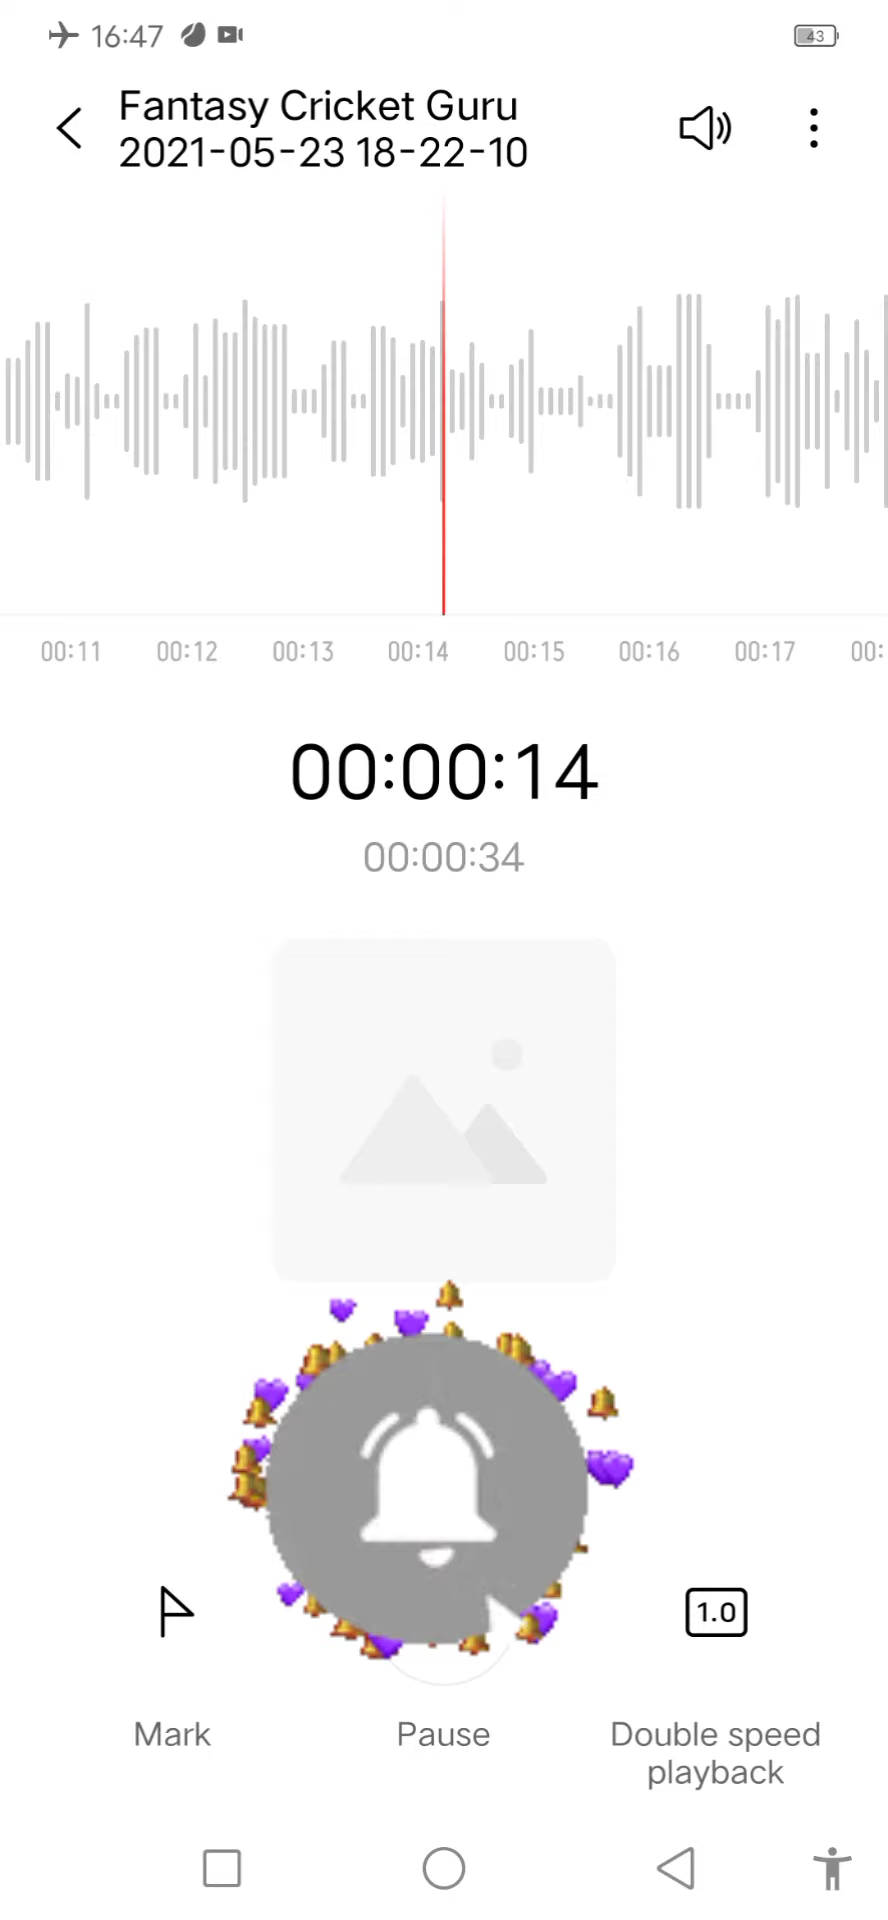 16:47
43
Fantasy Cricket Guru
2021-05-23 18-22-10
00:11 00:12 00:13 00:14 00:15 00:16 00:17 00:
00:00:14
00:00:34
1.0
Mark Pause Double speed
playback